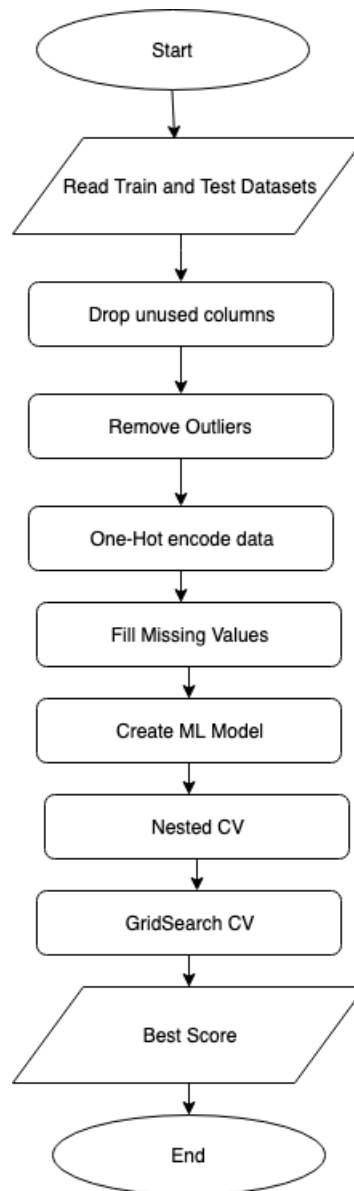 Start
Read Train and Test Datasets
Drop unused columns
Remove Outliers
One-Hot encode data
Fill Missing Values
Create ML Model
Nested CV
GridSearch CV
Best Score
End